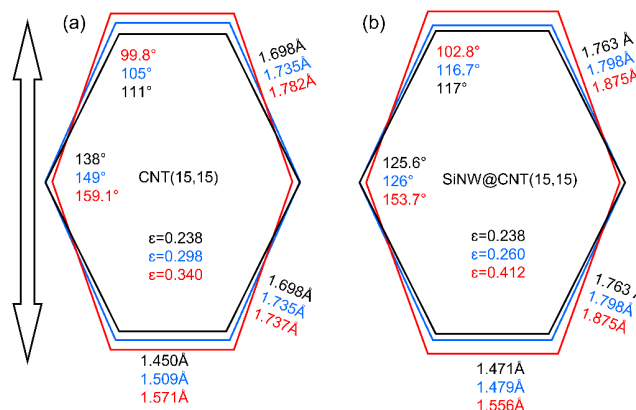 (a)
99.8°
105°
111°
1.698Å
1.735Å
1.782Å
138°
149°
159.1°
CNT(15,15)
ε=0.238
ε=0.298
ε=0.340
1.698Å
1.735Å
1.737Å
1.450Å
1.509Å
1.571Å
(b)
102.8°
116.7°
117°
1.763 Å
1.798Å
1.875Å
125.6°
126°
153.7°
SiNW@CNT(15,15)
ε=0.238
ε=0.260
ε=0.412
1.763 Å
1.798Å
1.875Å
1.471Å
1.479Å
1.556Å